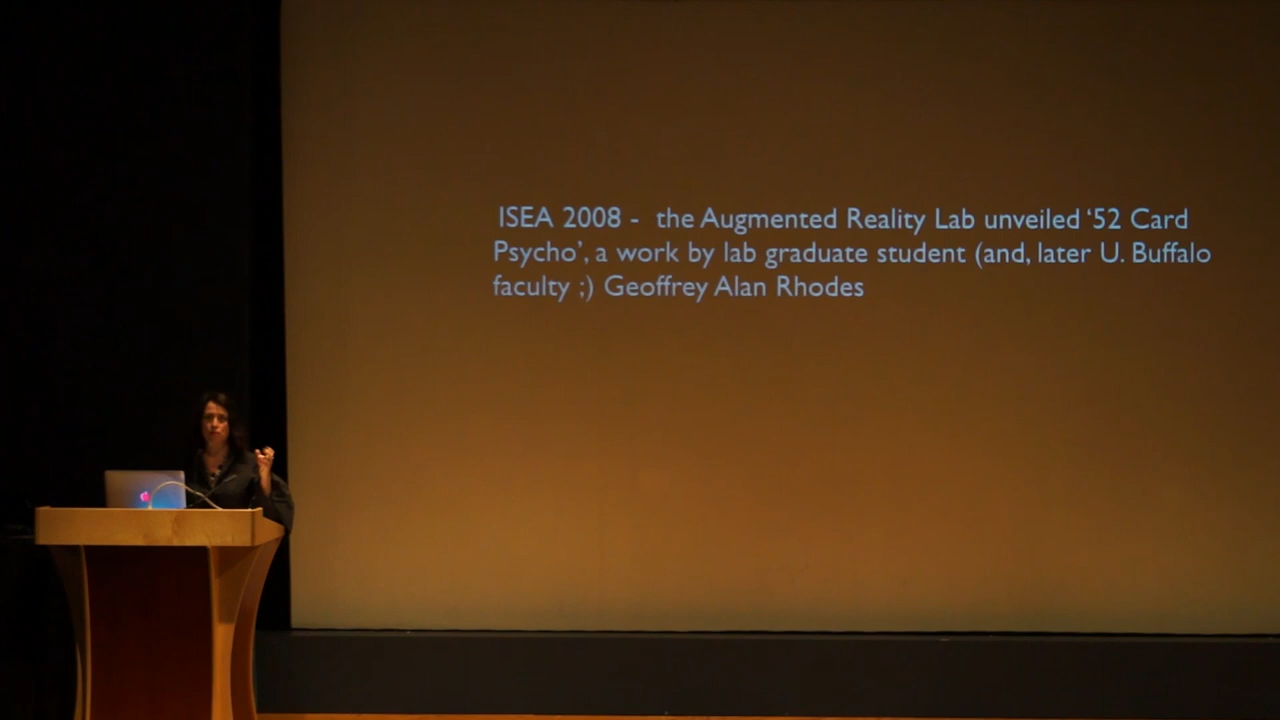 ISEA 2008 -  the Augmented Reality Lab unveiled ‘52 Card
Psycho’, a work by lab graduate student (and, later U. Buffalo
faculty ;) Geoffrey Alan Rhodes